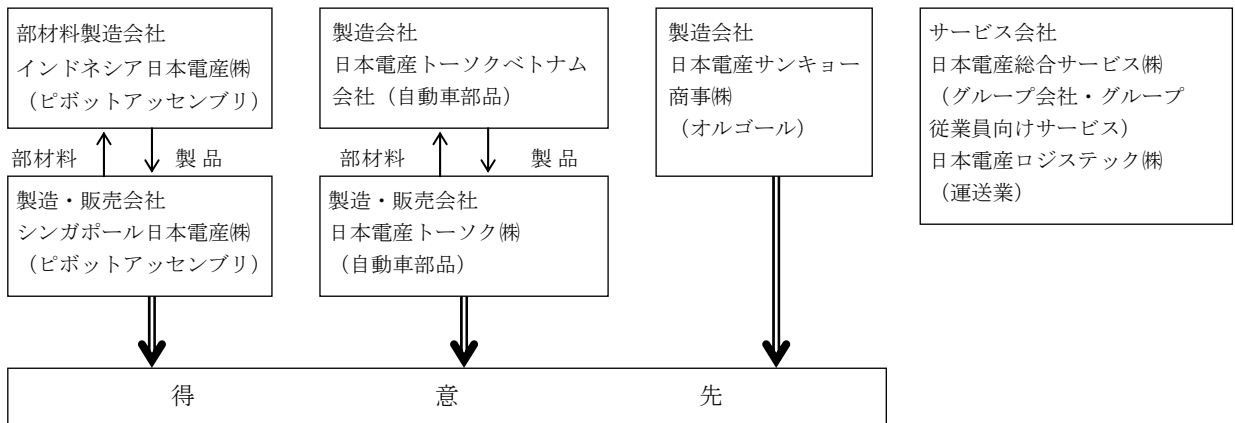 部材料製造会社
インドネシア日本電産㈱
（ピボットアッセンブリ）
部材料
製 品
製造・販売会社
シンガポール日本電産㈱
（ピボットアッセンブリ）
製造会社
日本電産トーソクベトナム
会社（自動車部品）
部材料
製 品
製造・販売会社
日本電産トーソク㈱
（自動車部品）
製造会社
日本電産サンキョー
商事㈱
（オルゴール）
サービス会社
日本電産総合サービス㈱
（グループ会社・グループ
従業員向けサービス）
日本電産ロジステック㈱
（運送業）
得 意 先